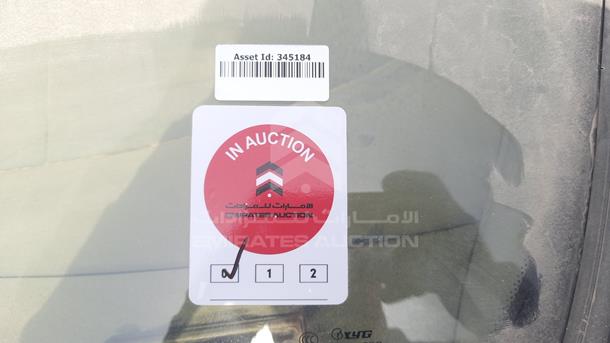 Asset Id: 345184
IN AUCTION
الإمارات للمزادات
EMIRATES AUCTION
الإمارات للمزادات
EMIRATES AUCTION
0 1 2
XYG